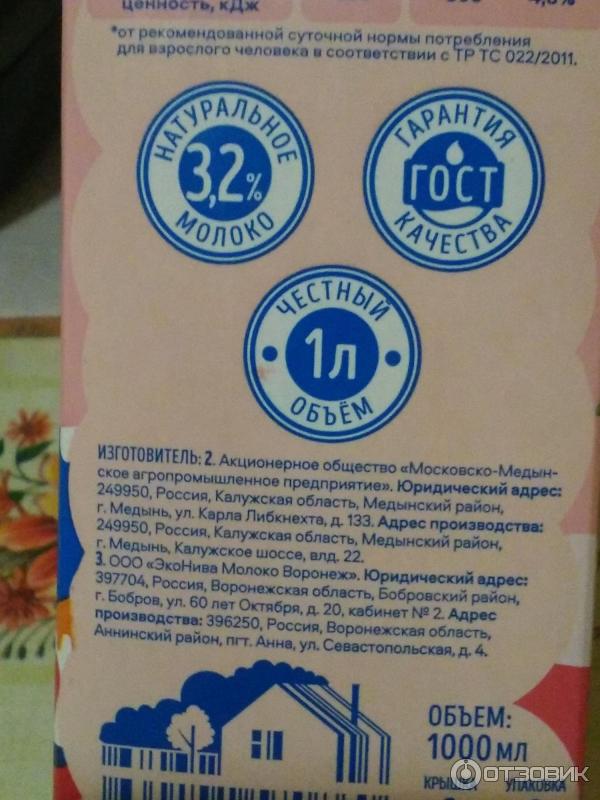 ценность, кДж
*от рекомендованной суточной нормы потребления
для взрослого человека в соответствии с ТР ТС 022/2011.
НАТУРАЛЬНОЕ
3,2%
МОЛОКО
ГАРАНТИЯ
ГОСТ
КАЧЕСТВА
ЧЕСТНЫЙ
1л
ОБЪЁМ
ИЗГОТОВИТЕЛЬ: 2. Акционерное общество «Московско-Медын-
ское агропромышленное предприятие». Юридический адрес:
249950, Россия, Калужская область, Медынский район,
г. Медынь, ул. Карла Либкнехта, д. 133. Адрес производства:
249950, Россия, Калужская область, Медынский район,
г. Медынь, Калужское шоссе, влд. 22.
3. ООО «ЭкоНива Молоко Воронеж». Юридический адрес:
397704, Россия, Воронежская область, Бобровский район,
г. Бобров, ул. 60 лет Октября, д. 20, кабинет № 2. Адрес
производства: 396250, Россия, Воронежская область,
Аннинский район, пгт. Анна, ул. Севастопольская, д. 4.
ОБЪЕМ:
1000 мл
КРЫШКА УПАКОВКА
ОТЗОВИК